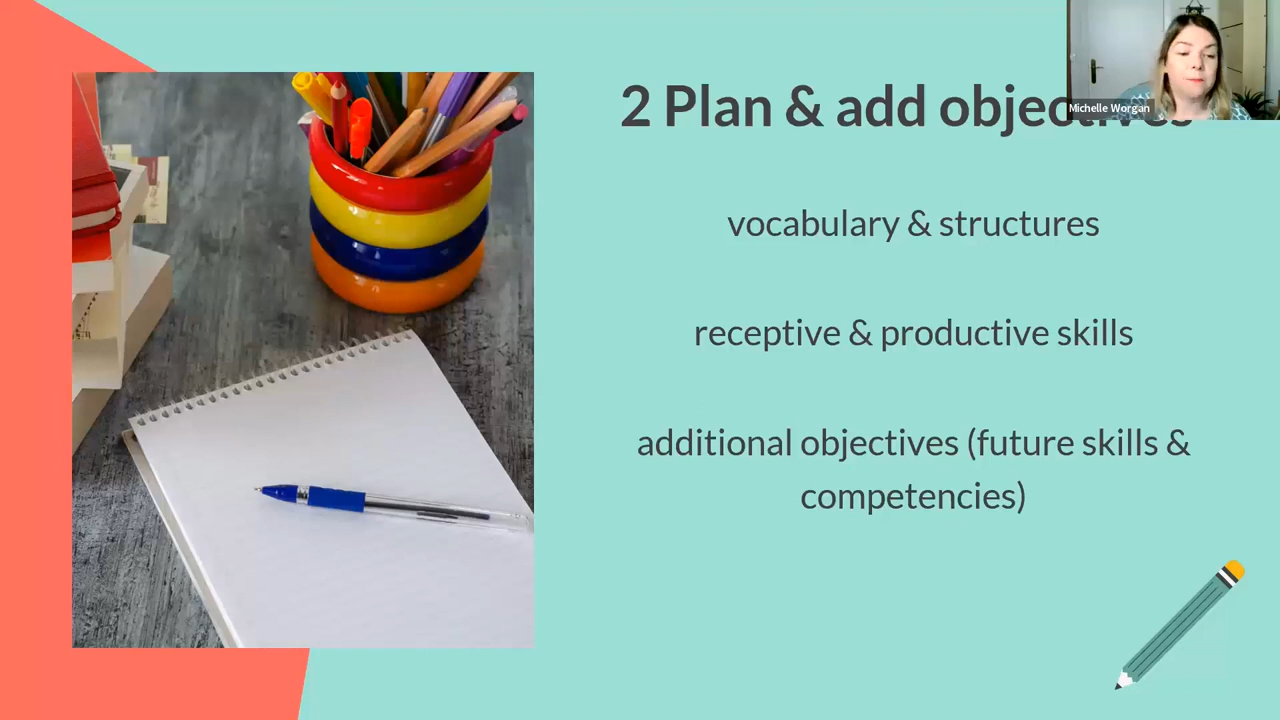 2 Plan & add objectives
Michelle Worgan
vocabulary & structures
receptive & productive skills
additional objectives (future skills &
competencies)